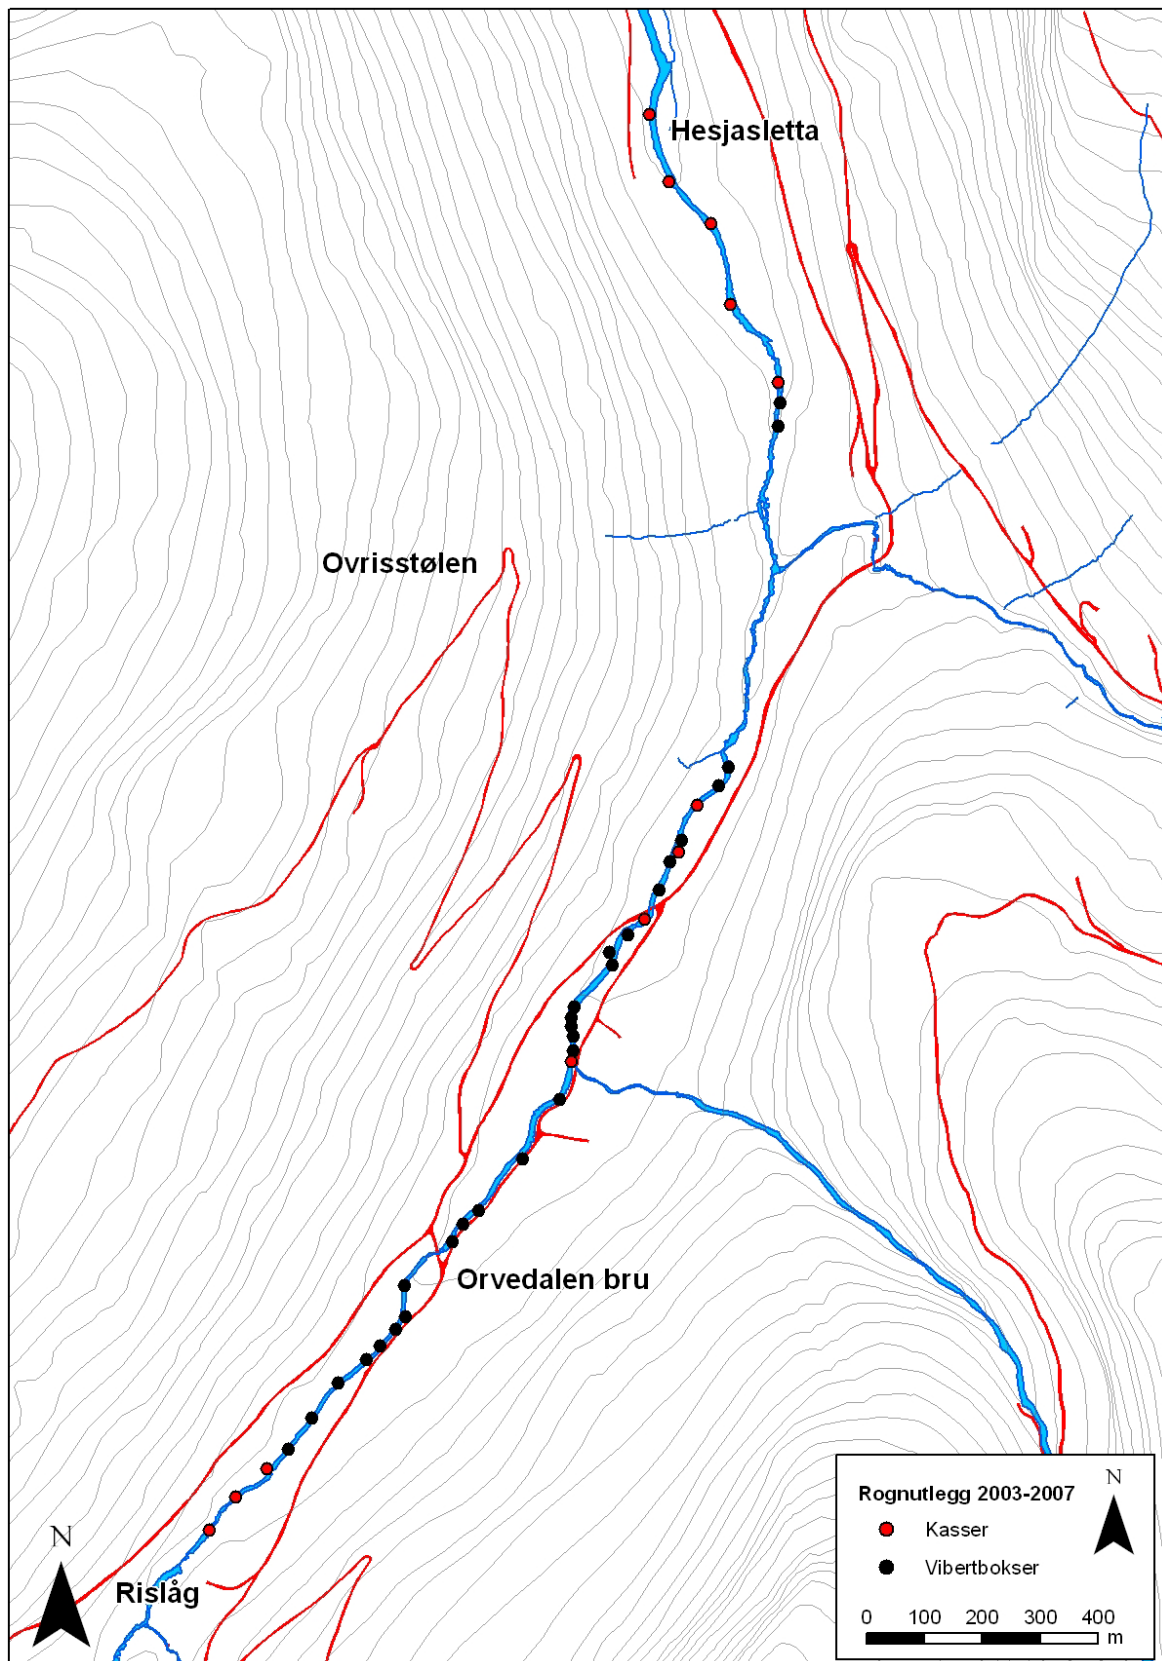 Hesjasletta
Ovrisstølen
Orvedalen bru
N
Rislåg
N
Rognutlegg 2003-2007
Kasser
Vibertbokser
0 100 200 300 400
m